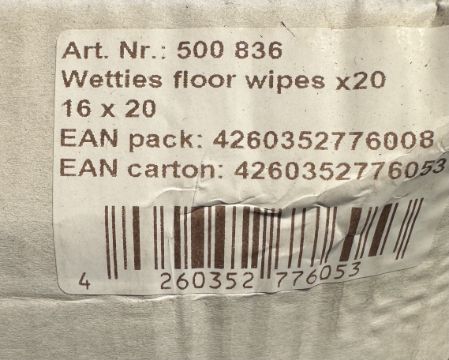 Art. Nr.: 500 836
Wetties floor wipes x20
16 x 20
EAN pack: 4260352776008
EAN carton: 4260352776053
4 260352 776053